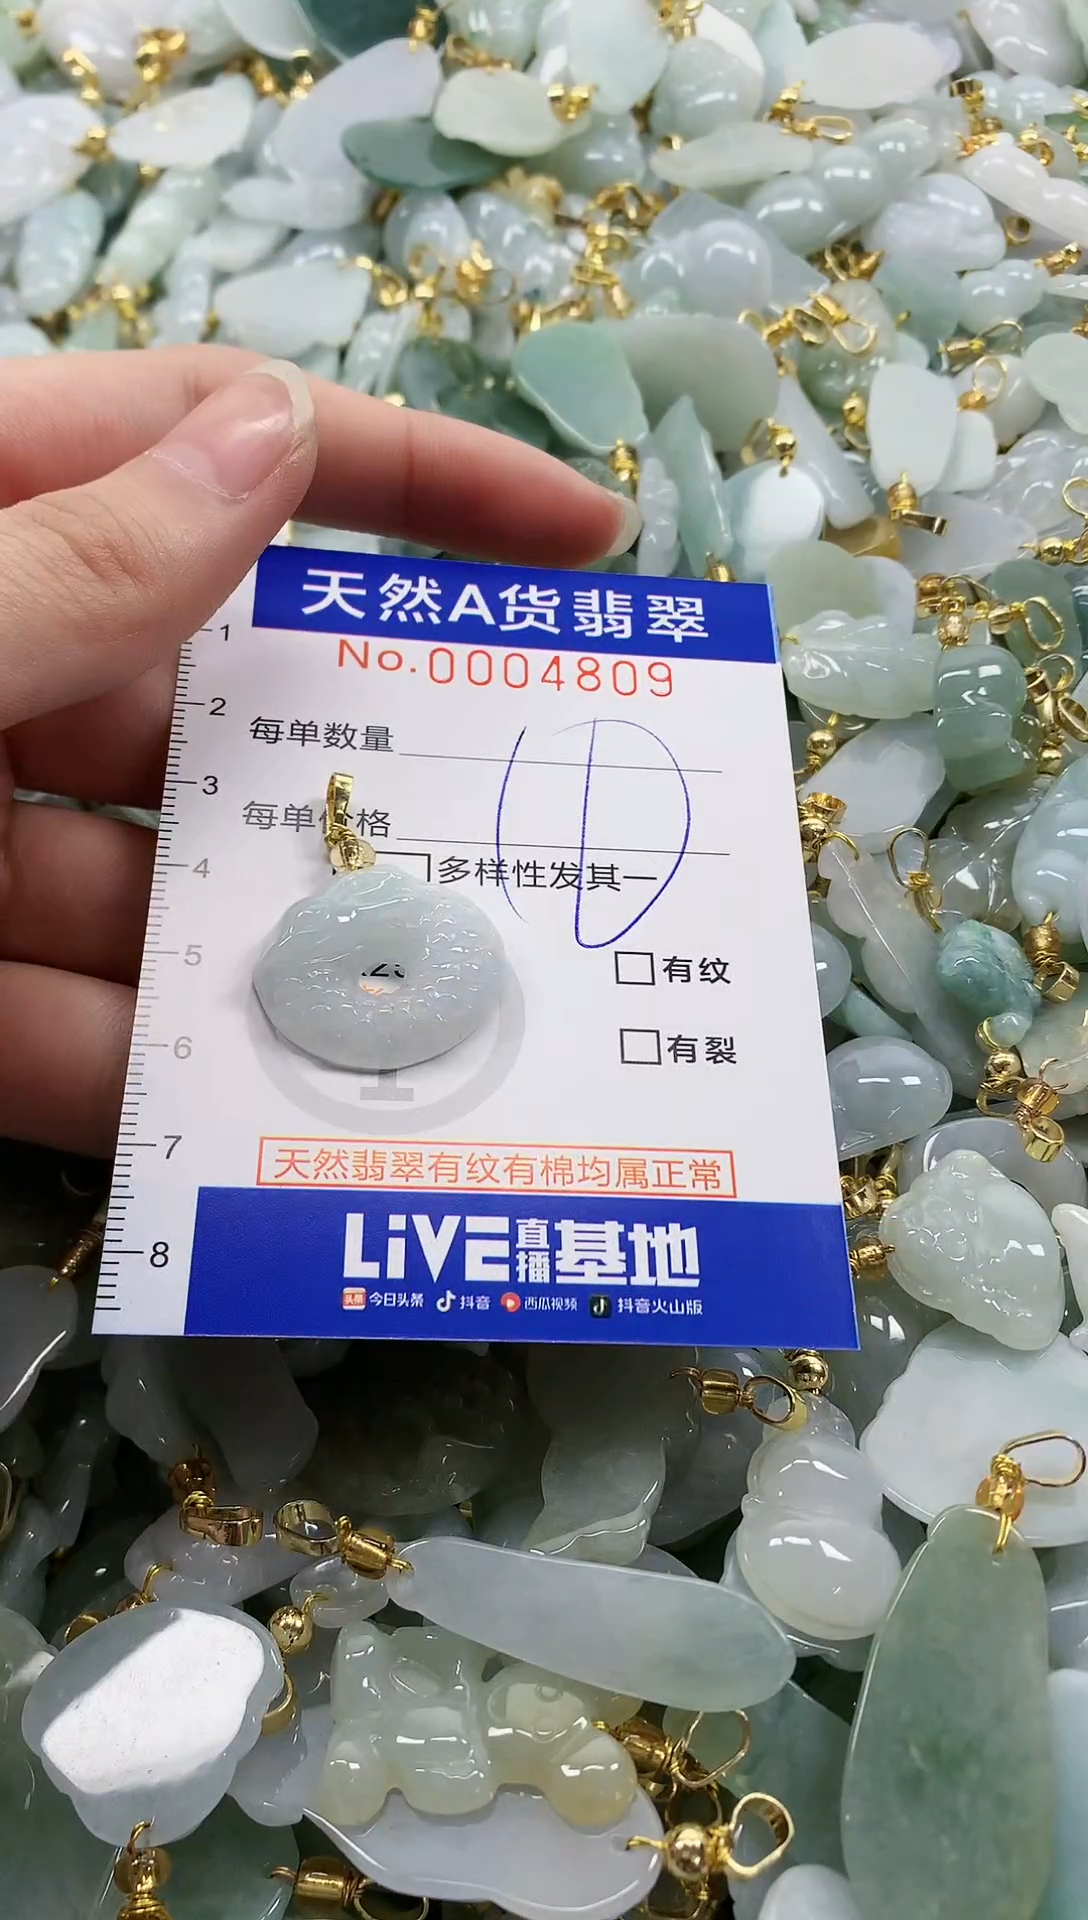 天然A货翡翠
No.0004809
1
2
3
4
5
6
7
8
每单数量
每单价格
多样性发其一
有纹
有裂
天然翡翠有纹有棉均属正常
LiVE直播基地
头条 今日头条 抖音 西瓜视频 抖音火山版